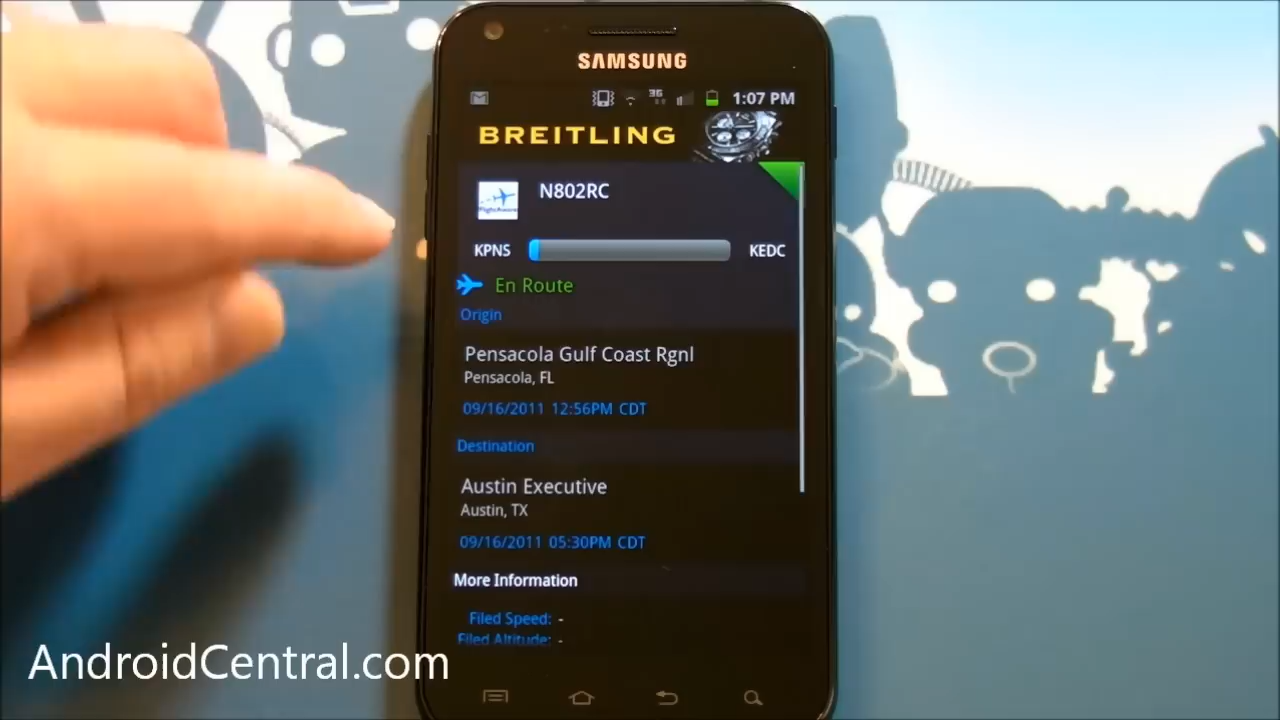 SAMSUNG
3G
1:07 PM
BREITLING
FlightAware
N802RC
KPNS
KEDC
En Route
Origin
Pensacola Gulf Coast Rgnl
Pensacola, FL
09/16/2011 12:56PM CDT
Destination
Austin Executive
Austin, TX
09/16/2011 05:30PM CDT
More Information
Filed Speed: -
Filed Altitude: -
AndroidCentral.com